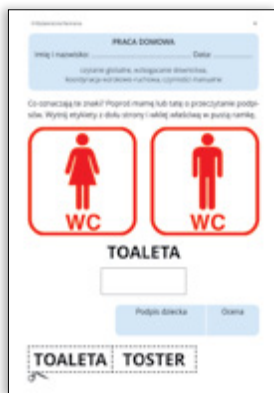 PRACA DOMOWA
Imię i nazwisko: Data:
czytanie globalne, wzbogacanie słownictwa,
koordynacja wzrokowo-ruchowa, czynności manualne
Co oznaczają te znaki? Poproś mamę lub tatę o przeczytanie podpi-
sów. Wytnij etykiety z dołu strony i wklej właściwą w pustą ramkę.
WC WC
TOALETA
Podpis dziecka Ocena
TOALETA TOSTER